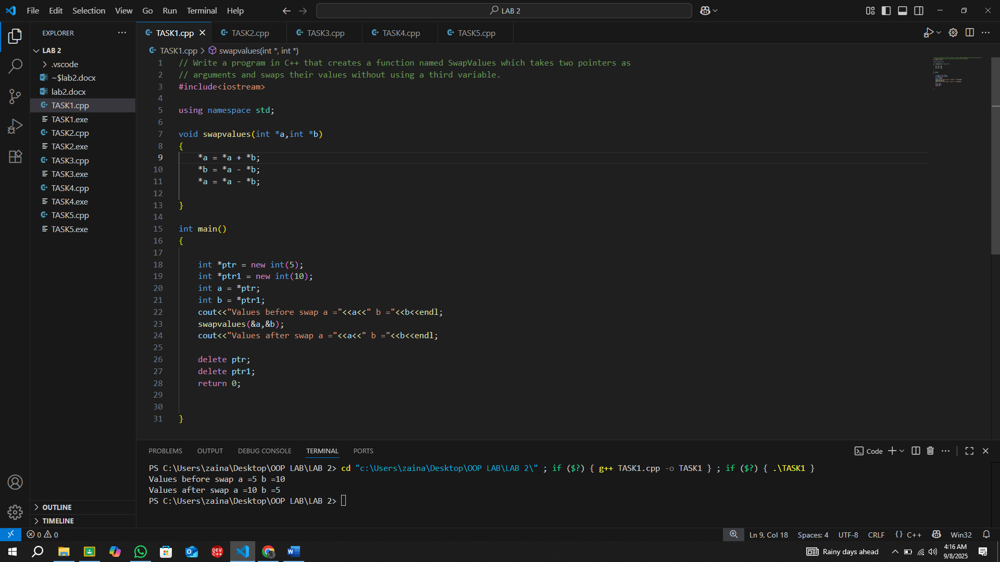 File Edit Selection View Go Run Terminal Help
LAB 2
EXPLORER
TASK1.cpp
TASK2.cpp
TASK3.cpp
TASK4.cpp
TASK5.cpp
LAB 2
.vscode
~$lab2.docx
lab2.docx
TASK1.cpp
TASK1.exe
TASK2.cpp
TASK2.exe
TASK3.cpp
TASK3.exe
TASK4.cpp
TASK4.exe
TASK5.cpp
TASK5.exe
OUTLINE
TIMELINE
TASK1.cpp > swapvalues(int *, int *)
1 // Write a program in C++ that creates a function named SwapValues which takes two pointers as
2 // arguments and swaps their values without using a third variable.
3 #include<iostream>
4
5 using namespace std;
6
7 void swapvalues(int *a,int *b)
8 {
9 *a = *a + *b;
10 *b = *a - *b;
11 *a = *a - *b;
12
13 }
14
15 int main()
16 {
17
18 int *ptr = new int(5);
19 int *ptr1 = new int(10);
20 int a = *ptr;
21 int b = *ptr1;
22 cout<<"Values before swap a ="<<a<<" b ="<<b<<endl;
23 swapvalues(&a,&b);
24 cout<<"Values after swap a ="<<a<<" b ="<<b<<endl;
25
26 delete ptr;
27 delete ptr1;
28 return 0;
29
30
31 }
PROBLEMS OUTPUT DEBUG CONSOLE TERMINAL PORTS
Code
PS C:\Users\zaina\Desktop\OOP LAB\LAB 2> cd "c:\Users\zaina\Desktop\OOP LAB\LAB 2\" ; if ($?) { g++ TASK1.cpp -o TASK1 } ; if ($?) { .\TASK1 }
Values before swap a =5 b =10
Values after swap a =10 b =5
PS C:\Users\zaina\Desktop\OOP LAB\LAB 2>
0 0
Ln 9, Col 18 Spaces: 4 UTF-8 CRLF {} C++ Win32
DEV C++
Rainy days ahead
4:16 AM
9/8/2025